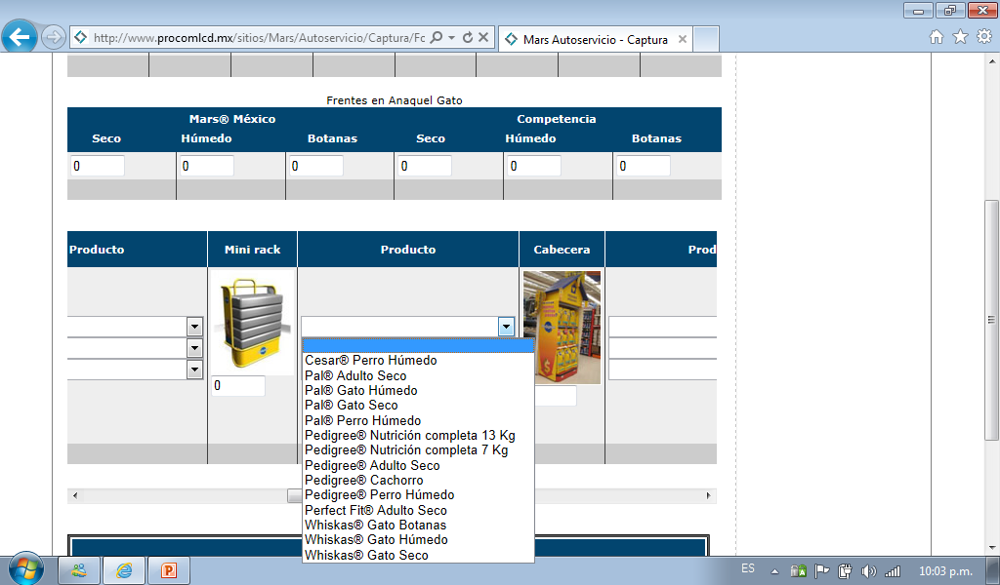 http://www.procomlcd.mx/sitios/Mars/Autoservicio/Captura/Fc
Mars Autoservicio - Captura
Frentes en Anaquel Gato
Mars® México
Competencia
Seco Húmedo Botanas Seco Húmedo Botanas
0 0 0 0 0 0
Producto Mini rack Producto Cabecera Prod
0
Cesar® Perro Húmedo
Pal® Adulto Seco
Pal® Gato Húmedo
Pal® Gato Seco
Pal® Perro Húmedo
Pedigree® Nutrición completa 13 Kg
Pedigree® Nutrición completa 7 Kg
Pedigree® Adulto Seco
Pedigree® Cachorro
Pedigree® Perro Húmedo
Perfect Fit® Adulto Seco
Whiskas® Gato Botanas
Whiskas® Gato Húmedo
Whiskas® Gato Seco
ES
10:03 p.m.